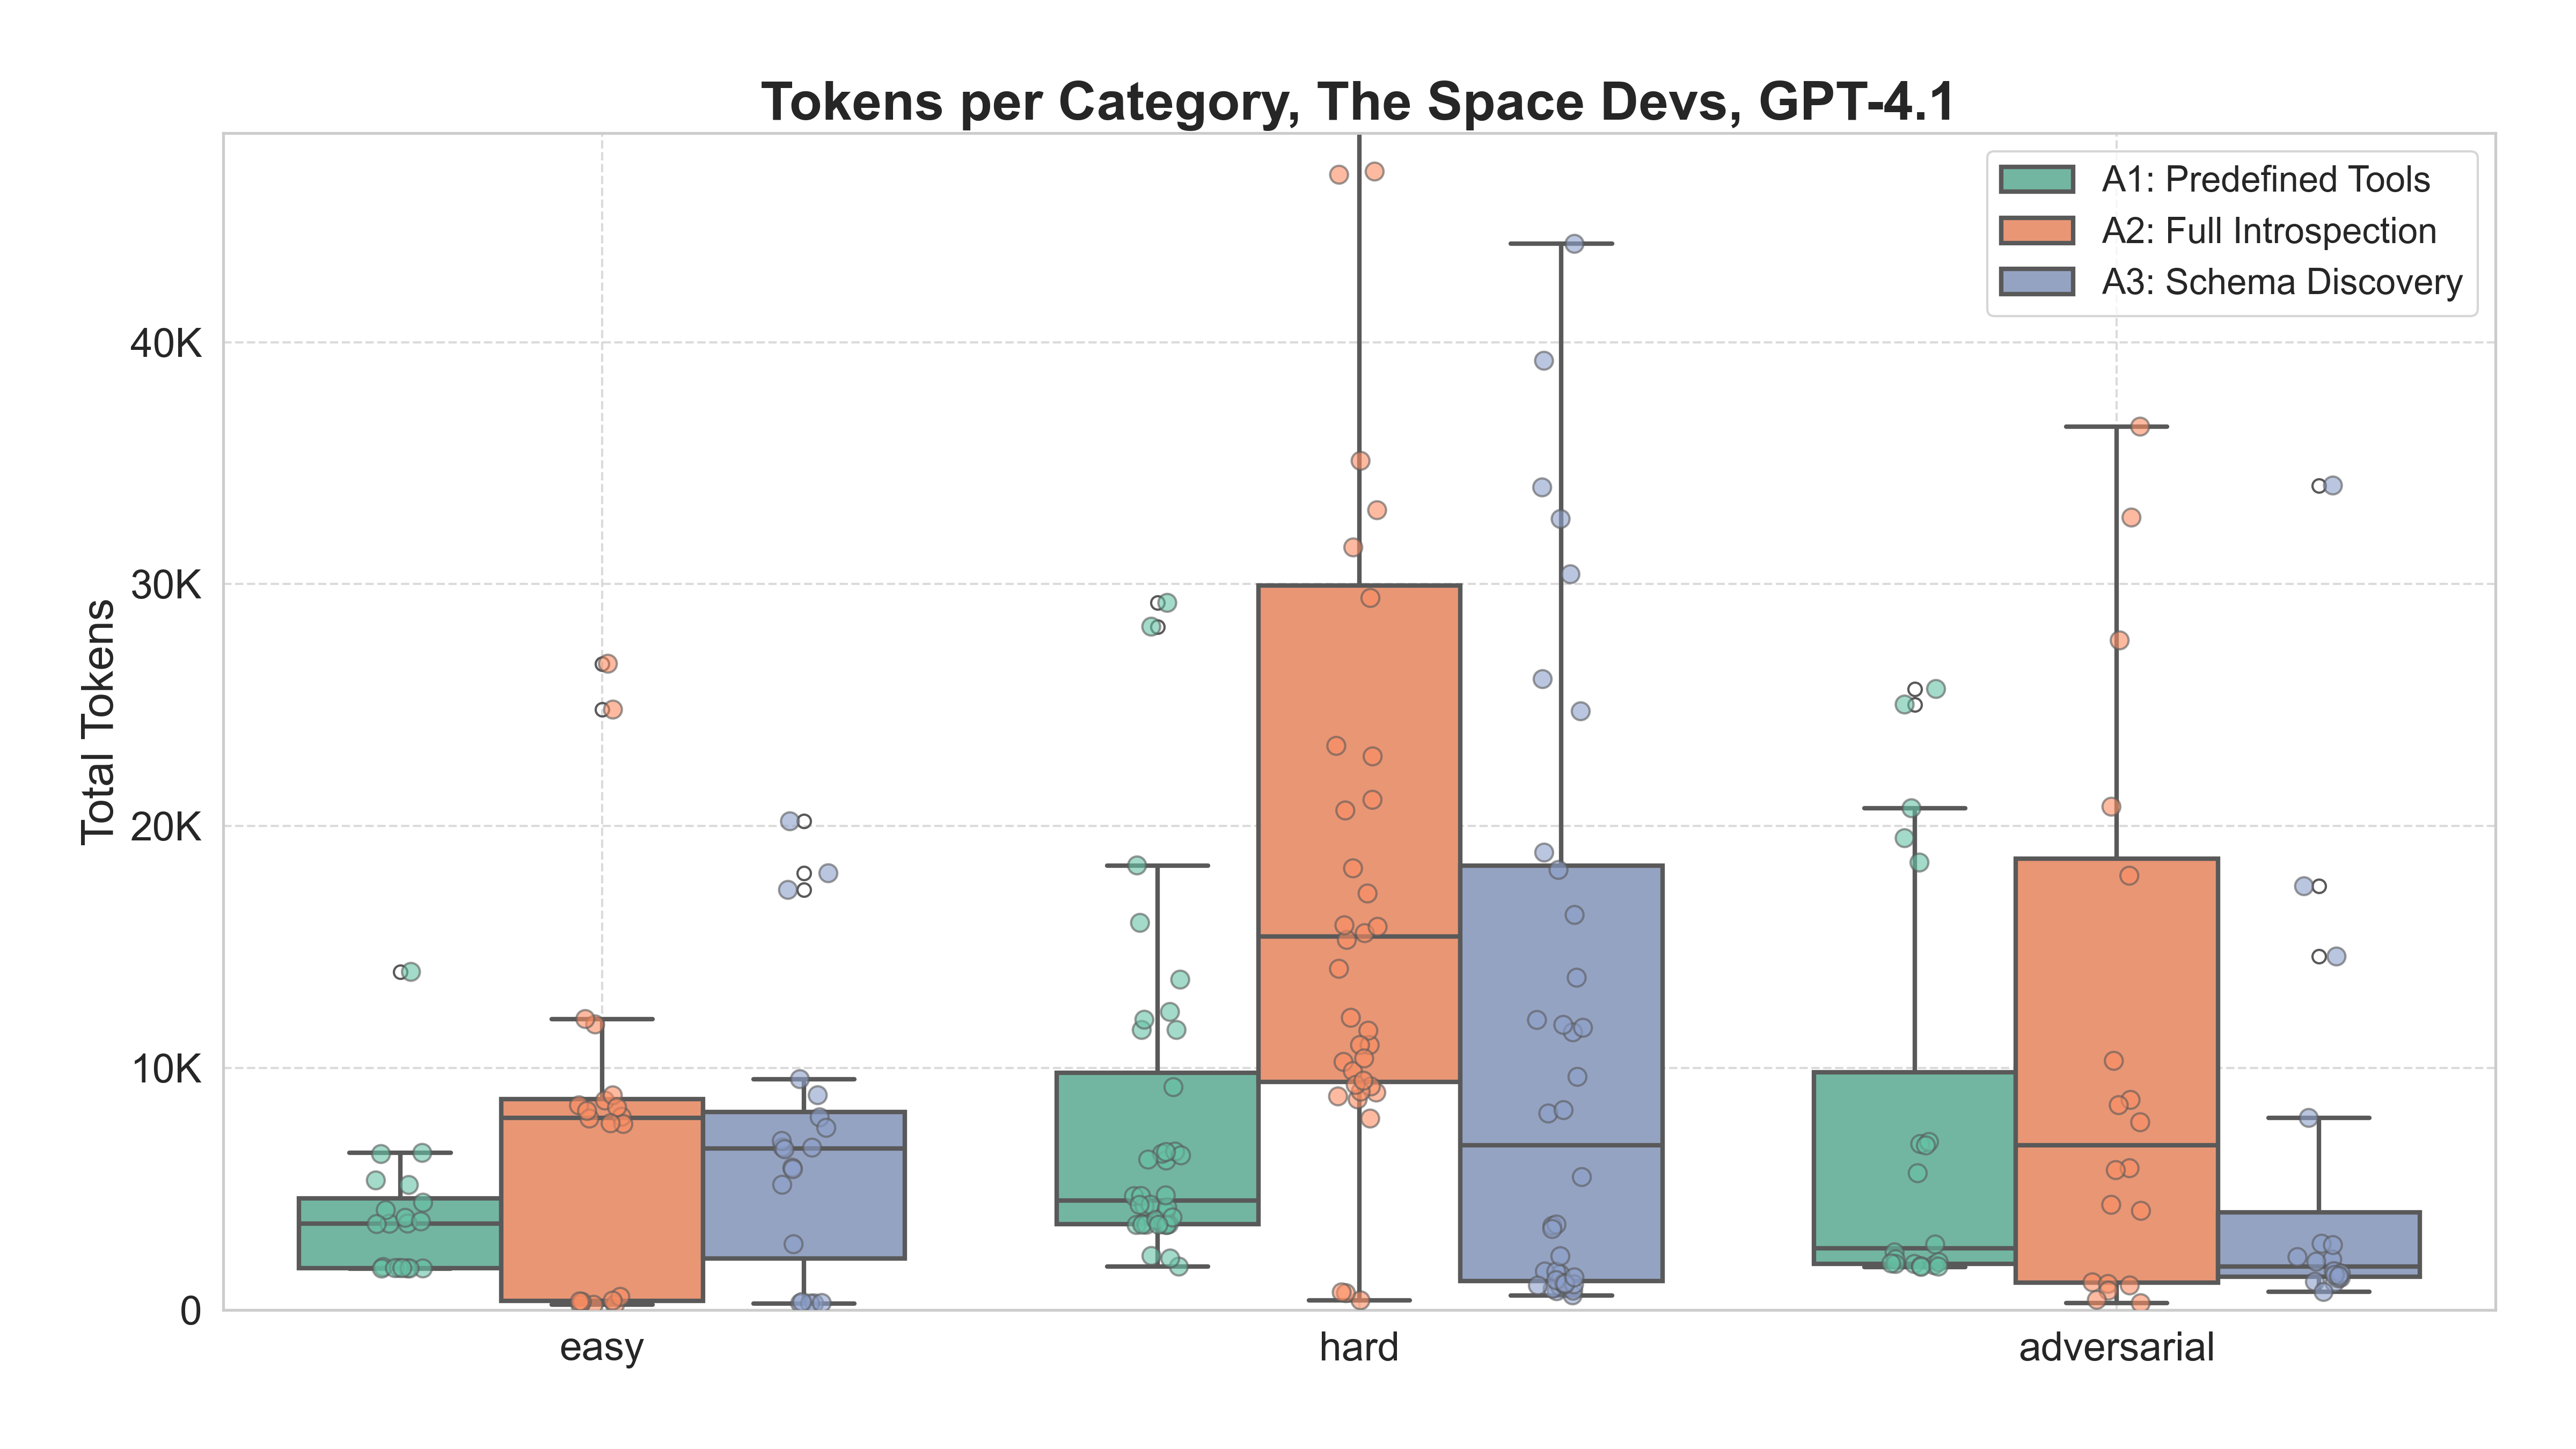 Tokens per Category, The Space Devs, GPT-4.1
A1: Predefined Tools
A2: Full Introspection
A3: Schema Discovery
Total Tokens
40K
30K
20K
10K
0
easy
hard
adversarial